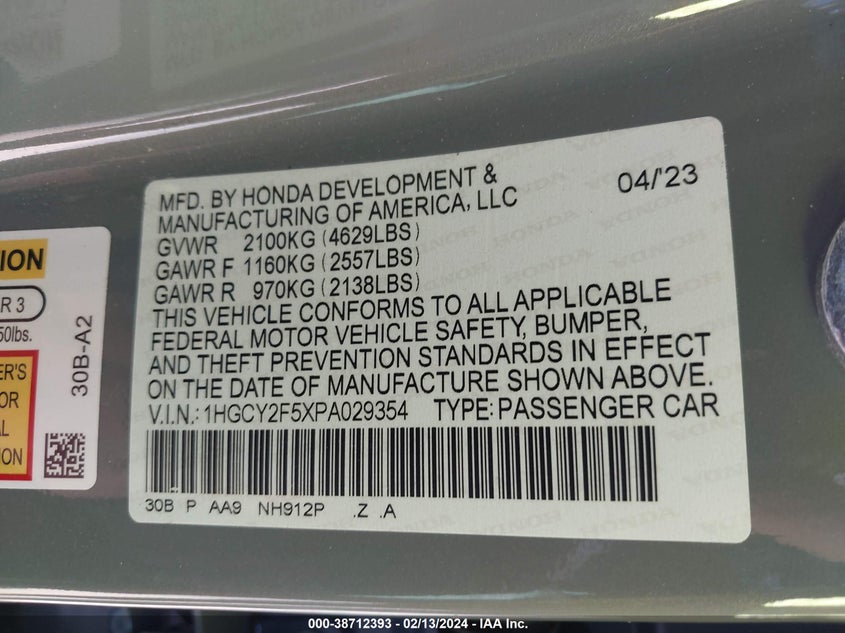 MFD. BY HONDA DEVELOPMENT &
MANUFACTURING OF AMERICA, LLC
04/'23
GVWR 2100KG (4629LBS)
GAWR F 1160KG (2557LBS)
GAWR R 970KG (2138LBS)
THIS VEHICLE CONFORMS TO ALL APPLICABLE
FEDERAL MOTOR VEHICLE SAFETY, BUMPER,
AND THEFT PREVENTION STANDARDS IN EFFECT
ON THE DATE OF MANUFACTURE SHOWN ABOVE.
V.I.N.: 1HGCY2F5XPA029354 TYPE: PASSENGER CAR
30B P AA9 NH912P .Z .A
R 3
30B-A2
000-38712393 - 02/13/2024 - IAA Inc.